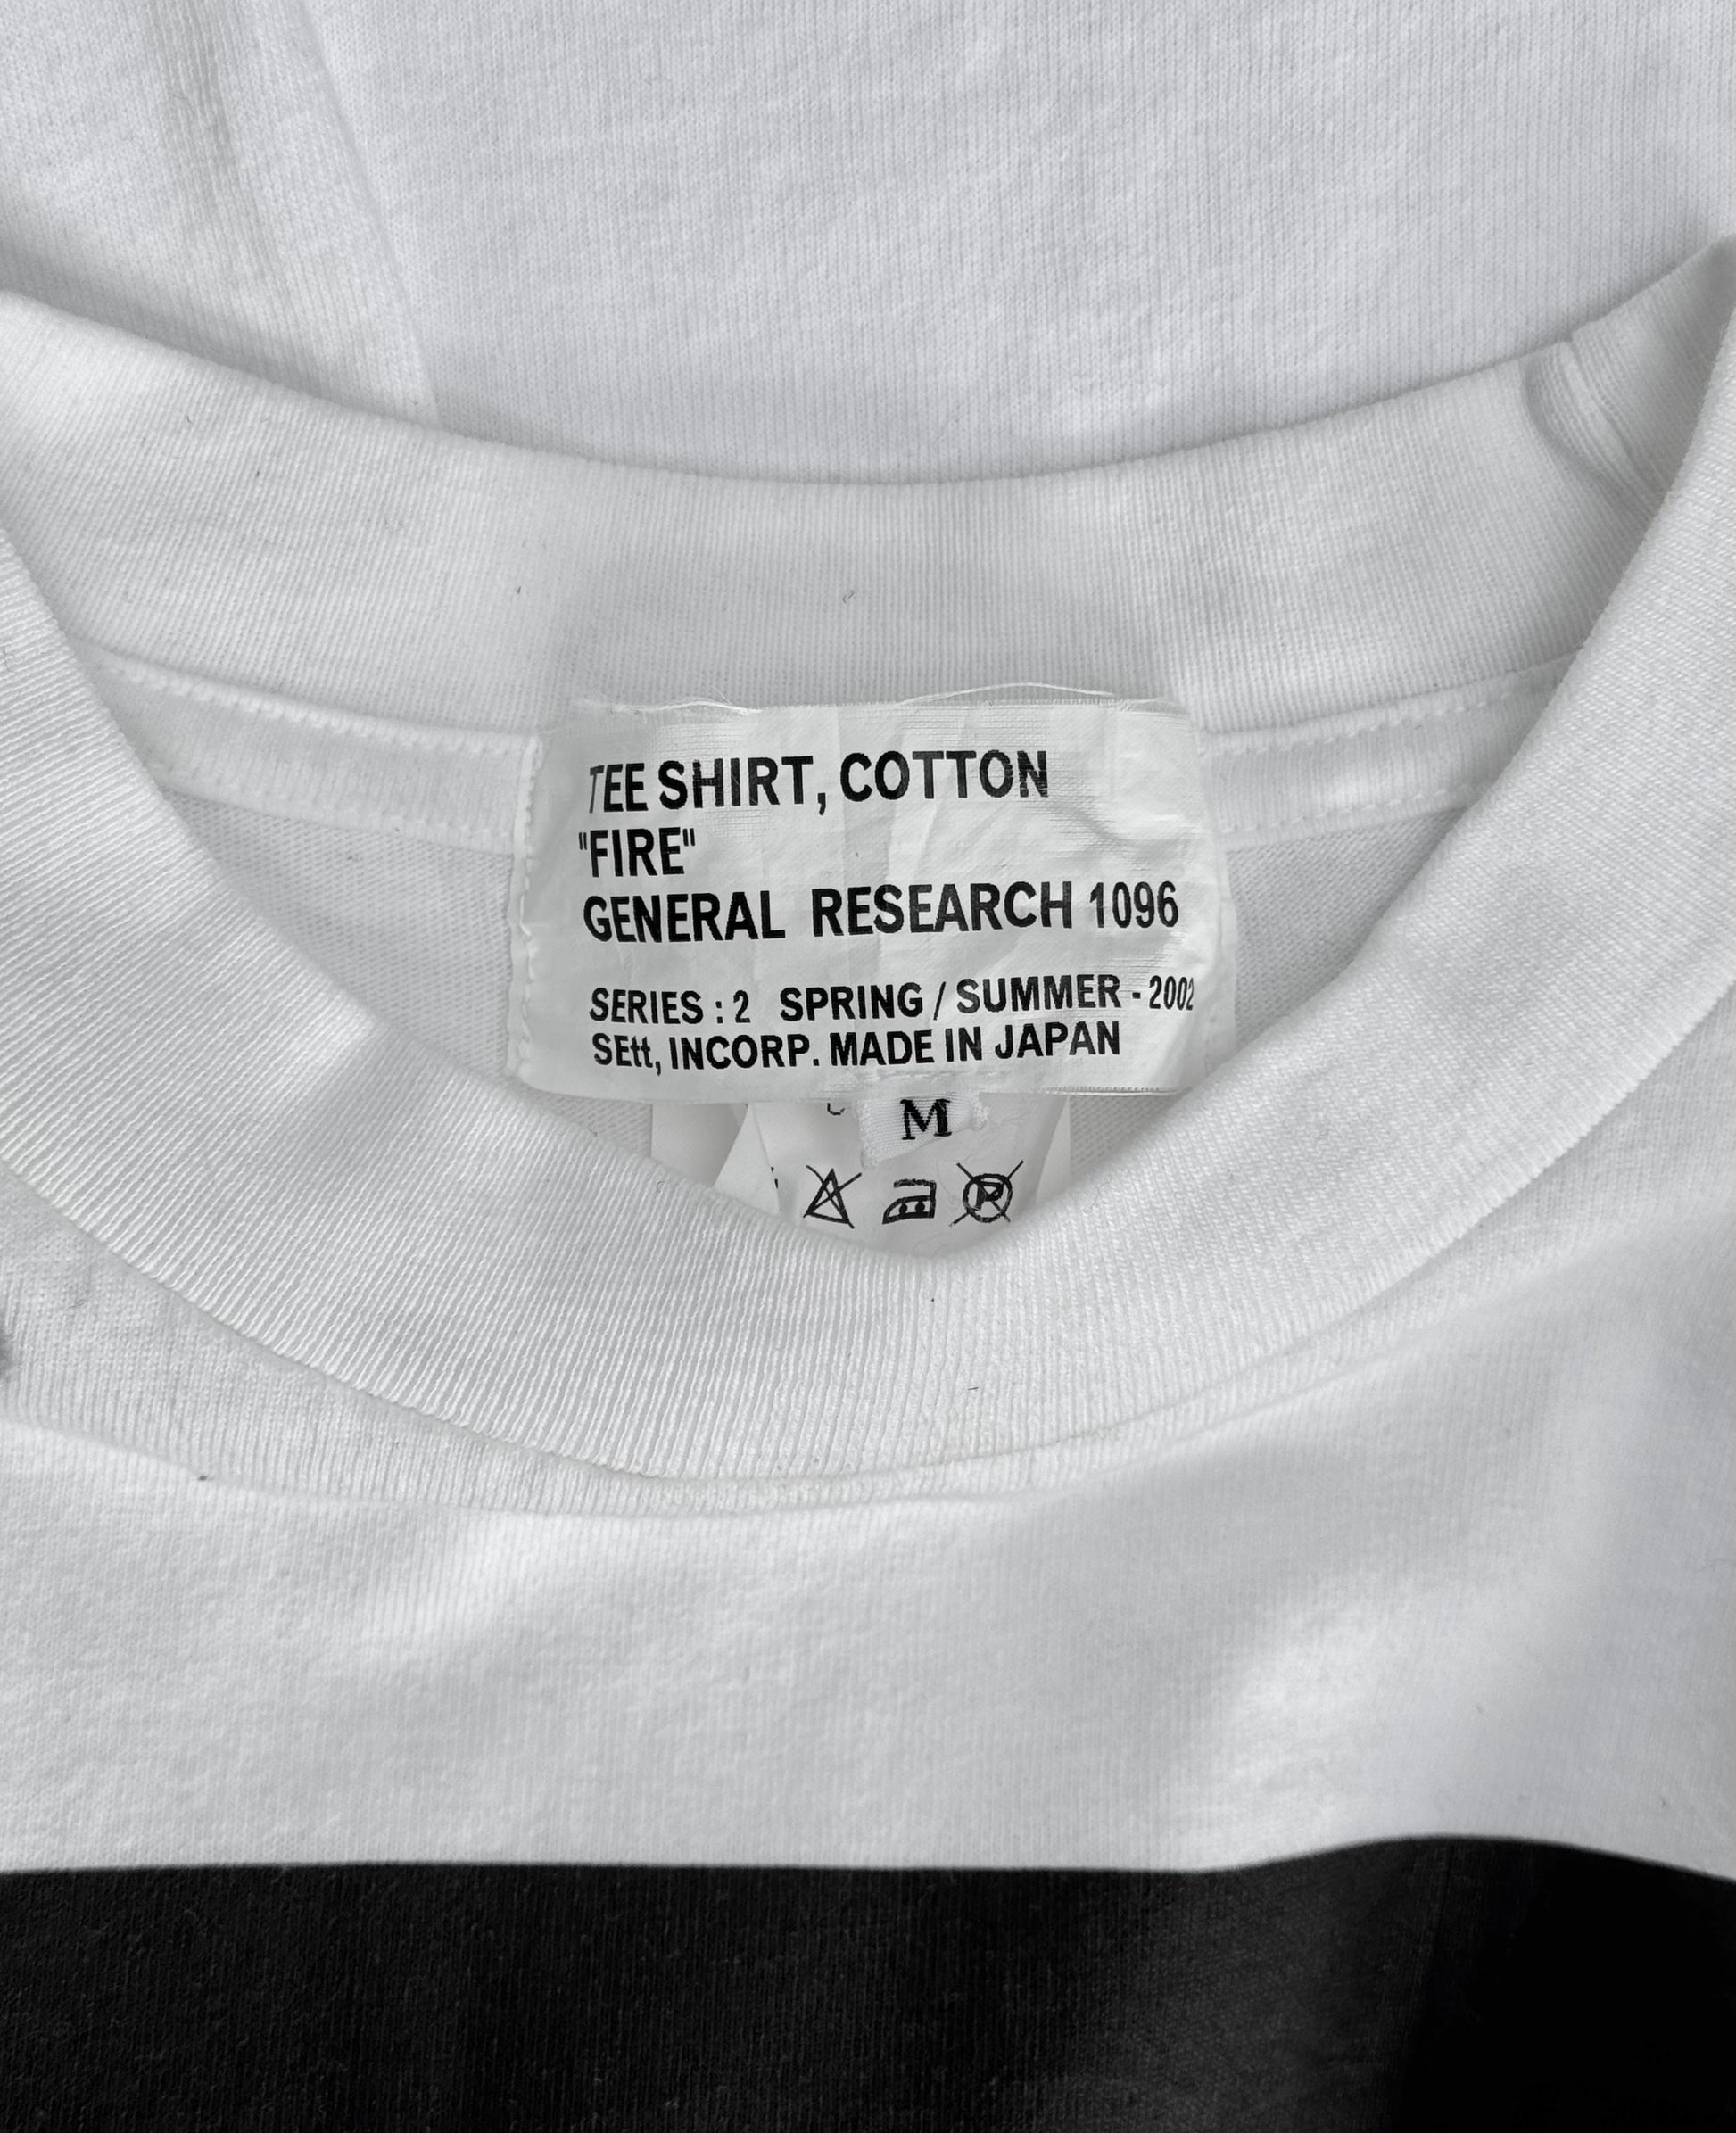 TEE SHIRT, COTTON
"FIRE"
GENERAL RESEARCH 1096
SERIES : 2 SPRING / SUMMER - 2002
SEtt, INCORP. MADE IN JAPAN
M
P